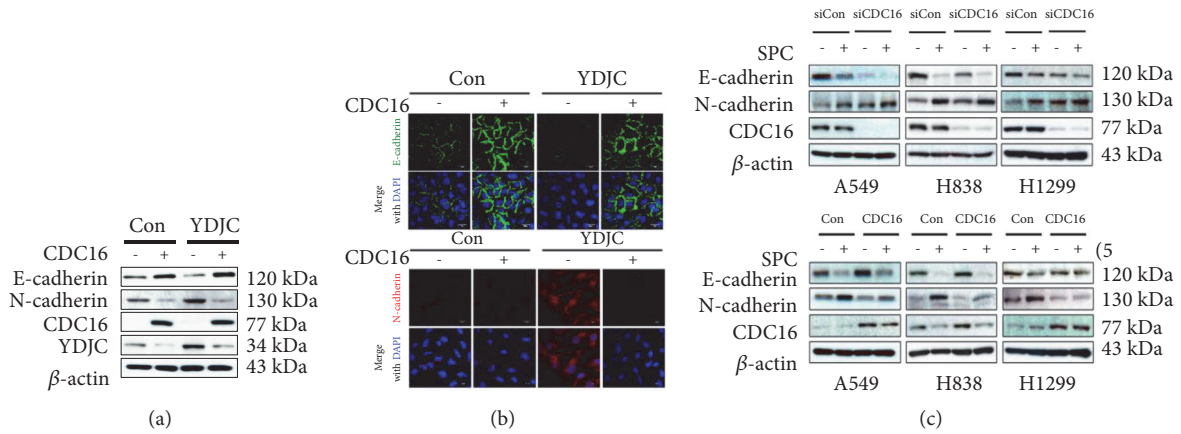 Con YDJC
CDC16 - + - +
E-cadherin 120 kDa
N-cadherin 130 kDa
CDC16 77 kDa
YDJC 34 kDa
β-actin 43 kDa
(a)
Con YDJC
CDC16 - + - +
E-cadherin
Merge
with DAPI
Con YDJC
CDC16 - + - +
N-cadherin
Merge
with DAPI
(b)
siCon siCDC16 siCon siCDC16 siCon siCDC16
SPC - + - + - + - + - + - +
E-cadherin 120 kDa
N-cadherin 130 kDa
CDC16 77 kDa
β-actin 43 kDa
A549 H838 H1299
Con CDC16 Con CDC16 Con CDC16
SPC - + - + - + - + - + - + (5
E-cadherin 120 kDa
N-cadherin 130 kDa
CDC16 77 kDa
β-actin 43 kDa
A549 H838 H1299
(c)